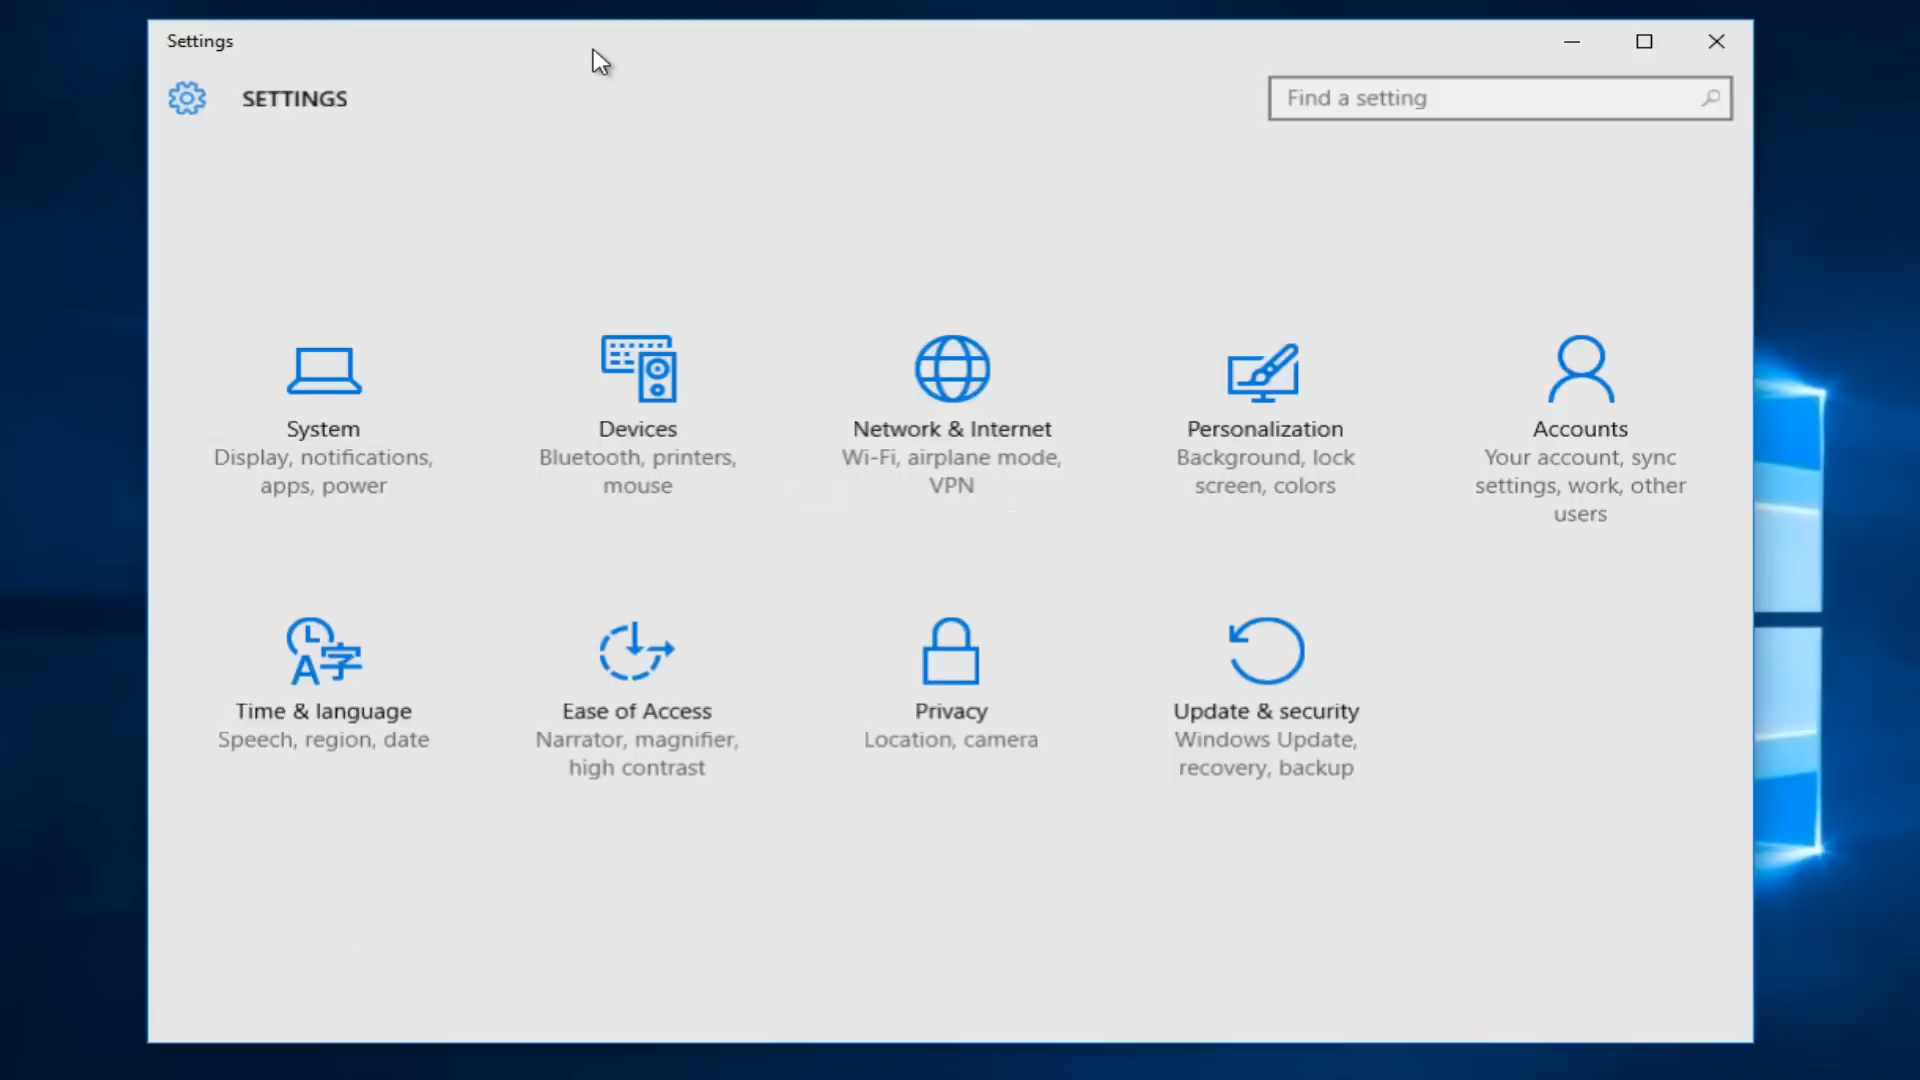 Settings
SETTINGS
Find a setting
System
Display, notifications,
apps, power
Devices
Bluetooth, printers,
mouse
Network & Internet
Wi-Fi, airplane mode,
VPN
Personalization
Background, lock
screen, colors
Accounts
Your account, sync
settings, work, other
users
Time & language
Speech, region, date
Ease of Access
Narrator, magnifier,
high contrast
Privacy
Location, camera
Update & security
Windows Update,
recovery, backup